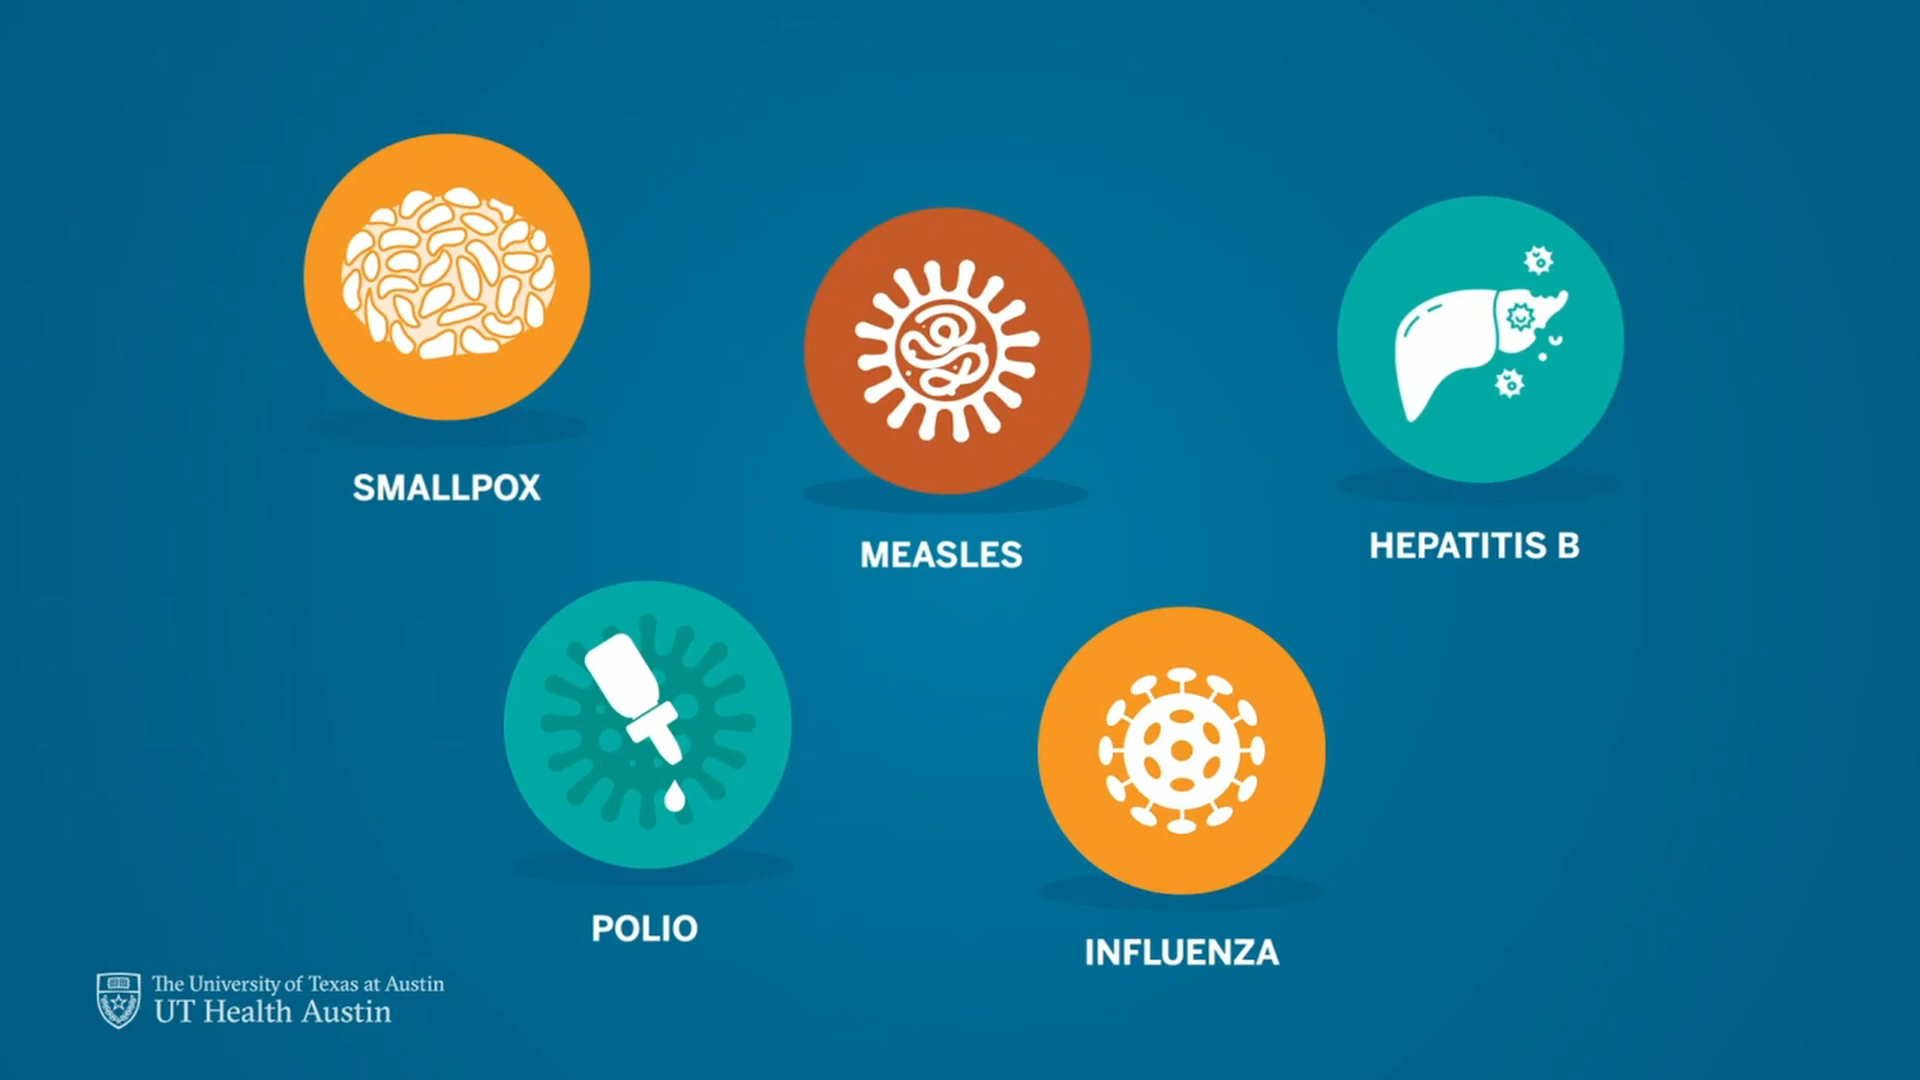 SMALLPOX
MEASLES
HEPATITIS B
POLIO
INFLUENZA
The University of Texas at Austin
UT Health Austin